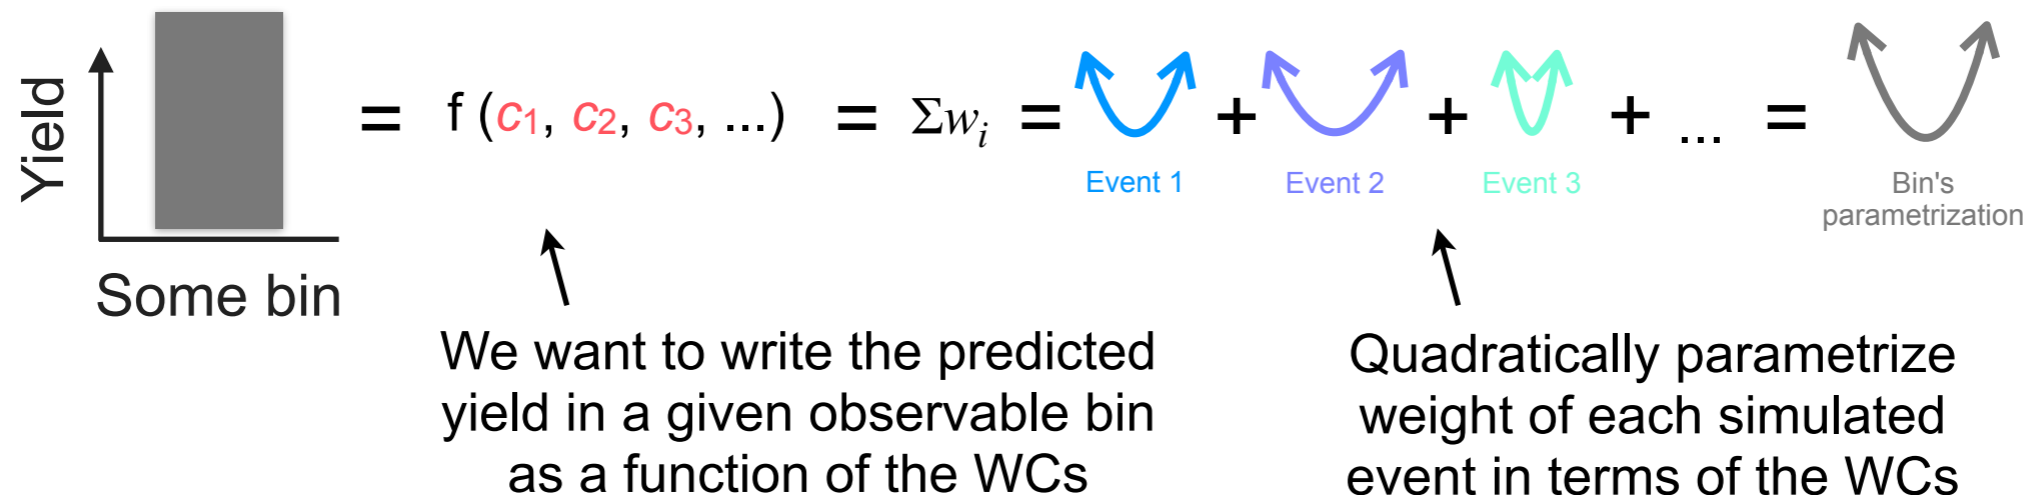 Yield
Some bin
= f (c1, c2, c3, ...) = Σwi = + + + ... =
Event 1
Event 2
Event 3
Bin's
parametrization
We want to write the predicted
yield in a given observable bin
as a function of the WCs
Quadratically parametrize
weight of each simulated
event in terms of the WCs